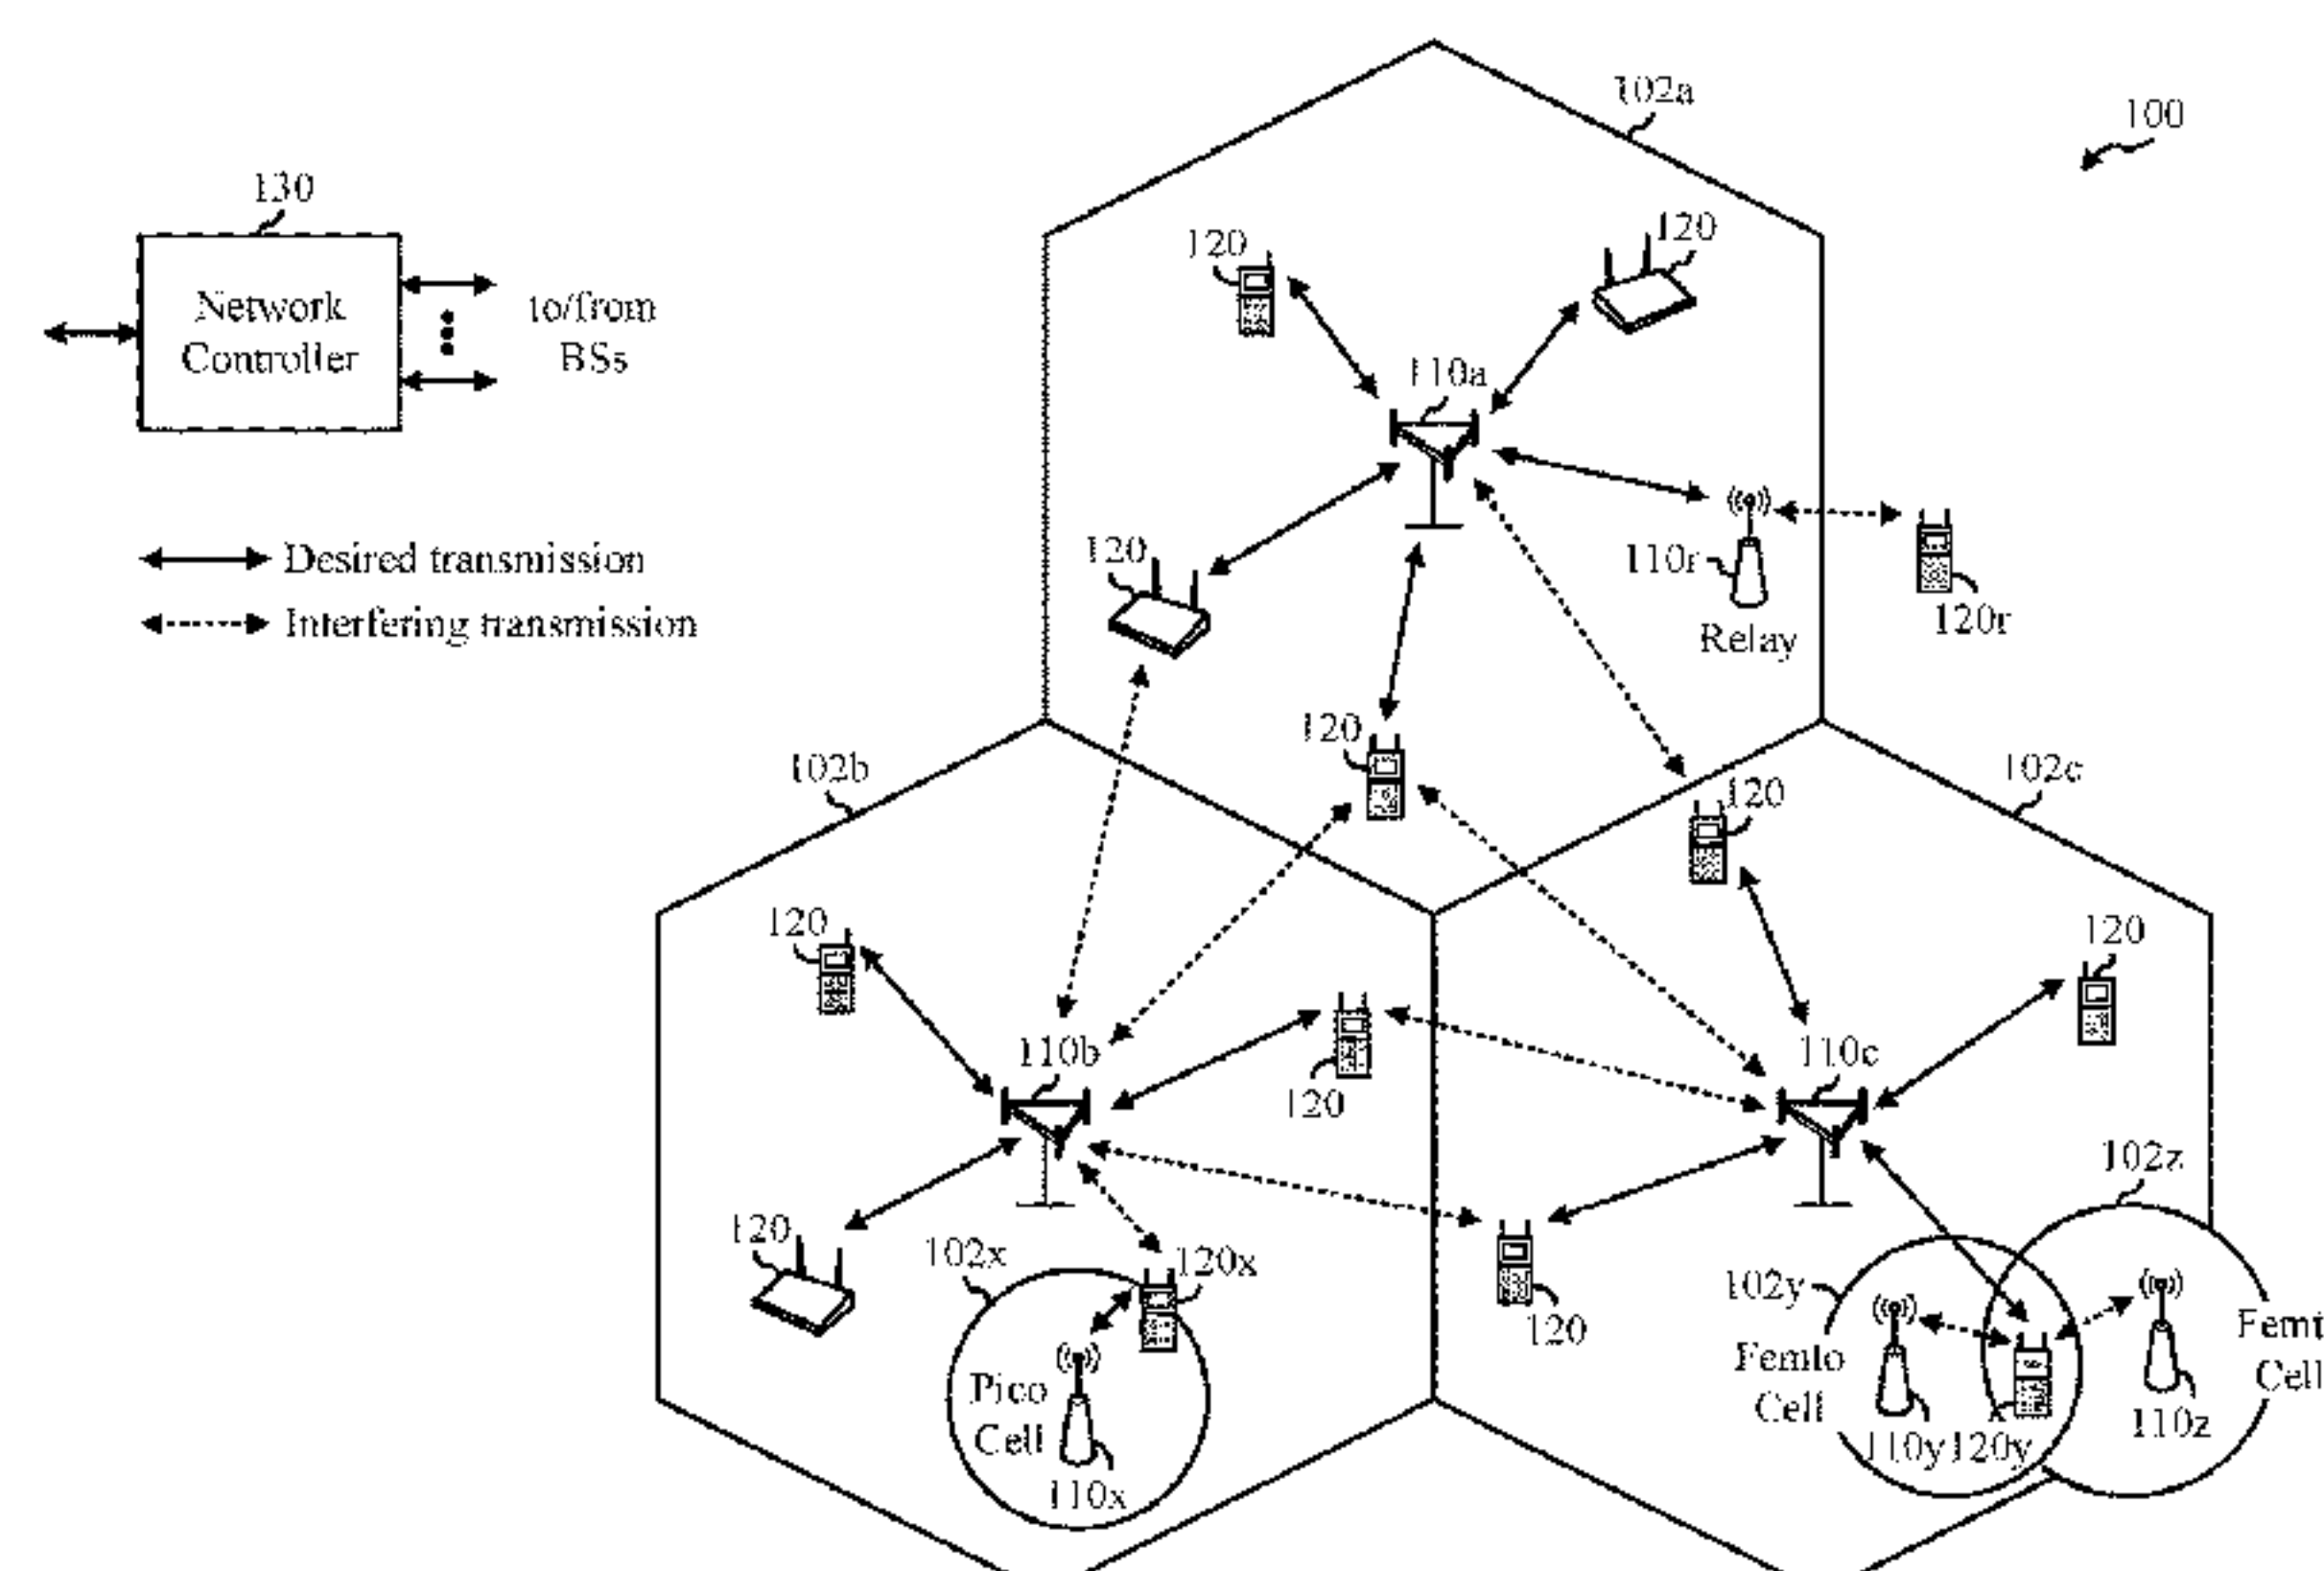 102a
100
130
Network
Controller
to/from
BSs
120
120
110a
Desired transmission
Interfering transmission
120
110r
120r
Relay
120
102b
102c
120
120
120
110b
110c
120
102z
120
102x
120x
102y
120
Femto
Cell
Femt
Cell
Pico
Cell
110x
110y
120y
110z